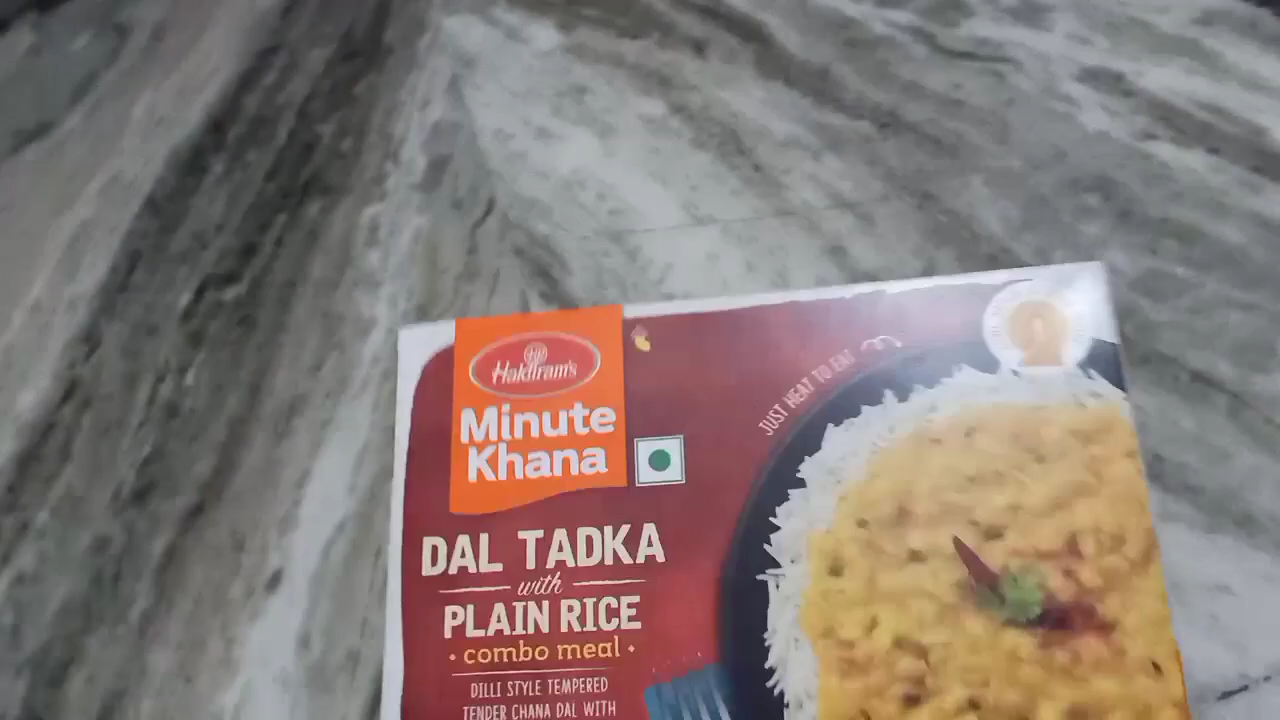 Haldiram's
Minute
Khana
JUST HEAT TO EAT
DAL TADKA
with
PLAIN RICE
• combo meal •
DILLI STYLE TEMPERED
TENDER CHANA DAL WITH